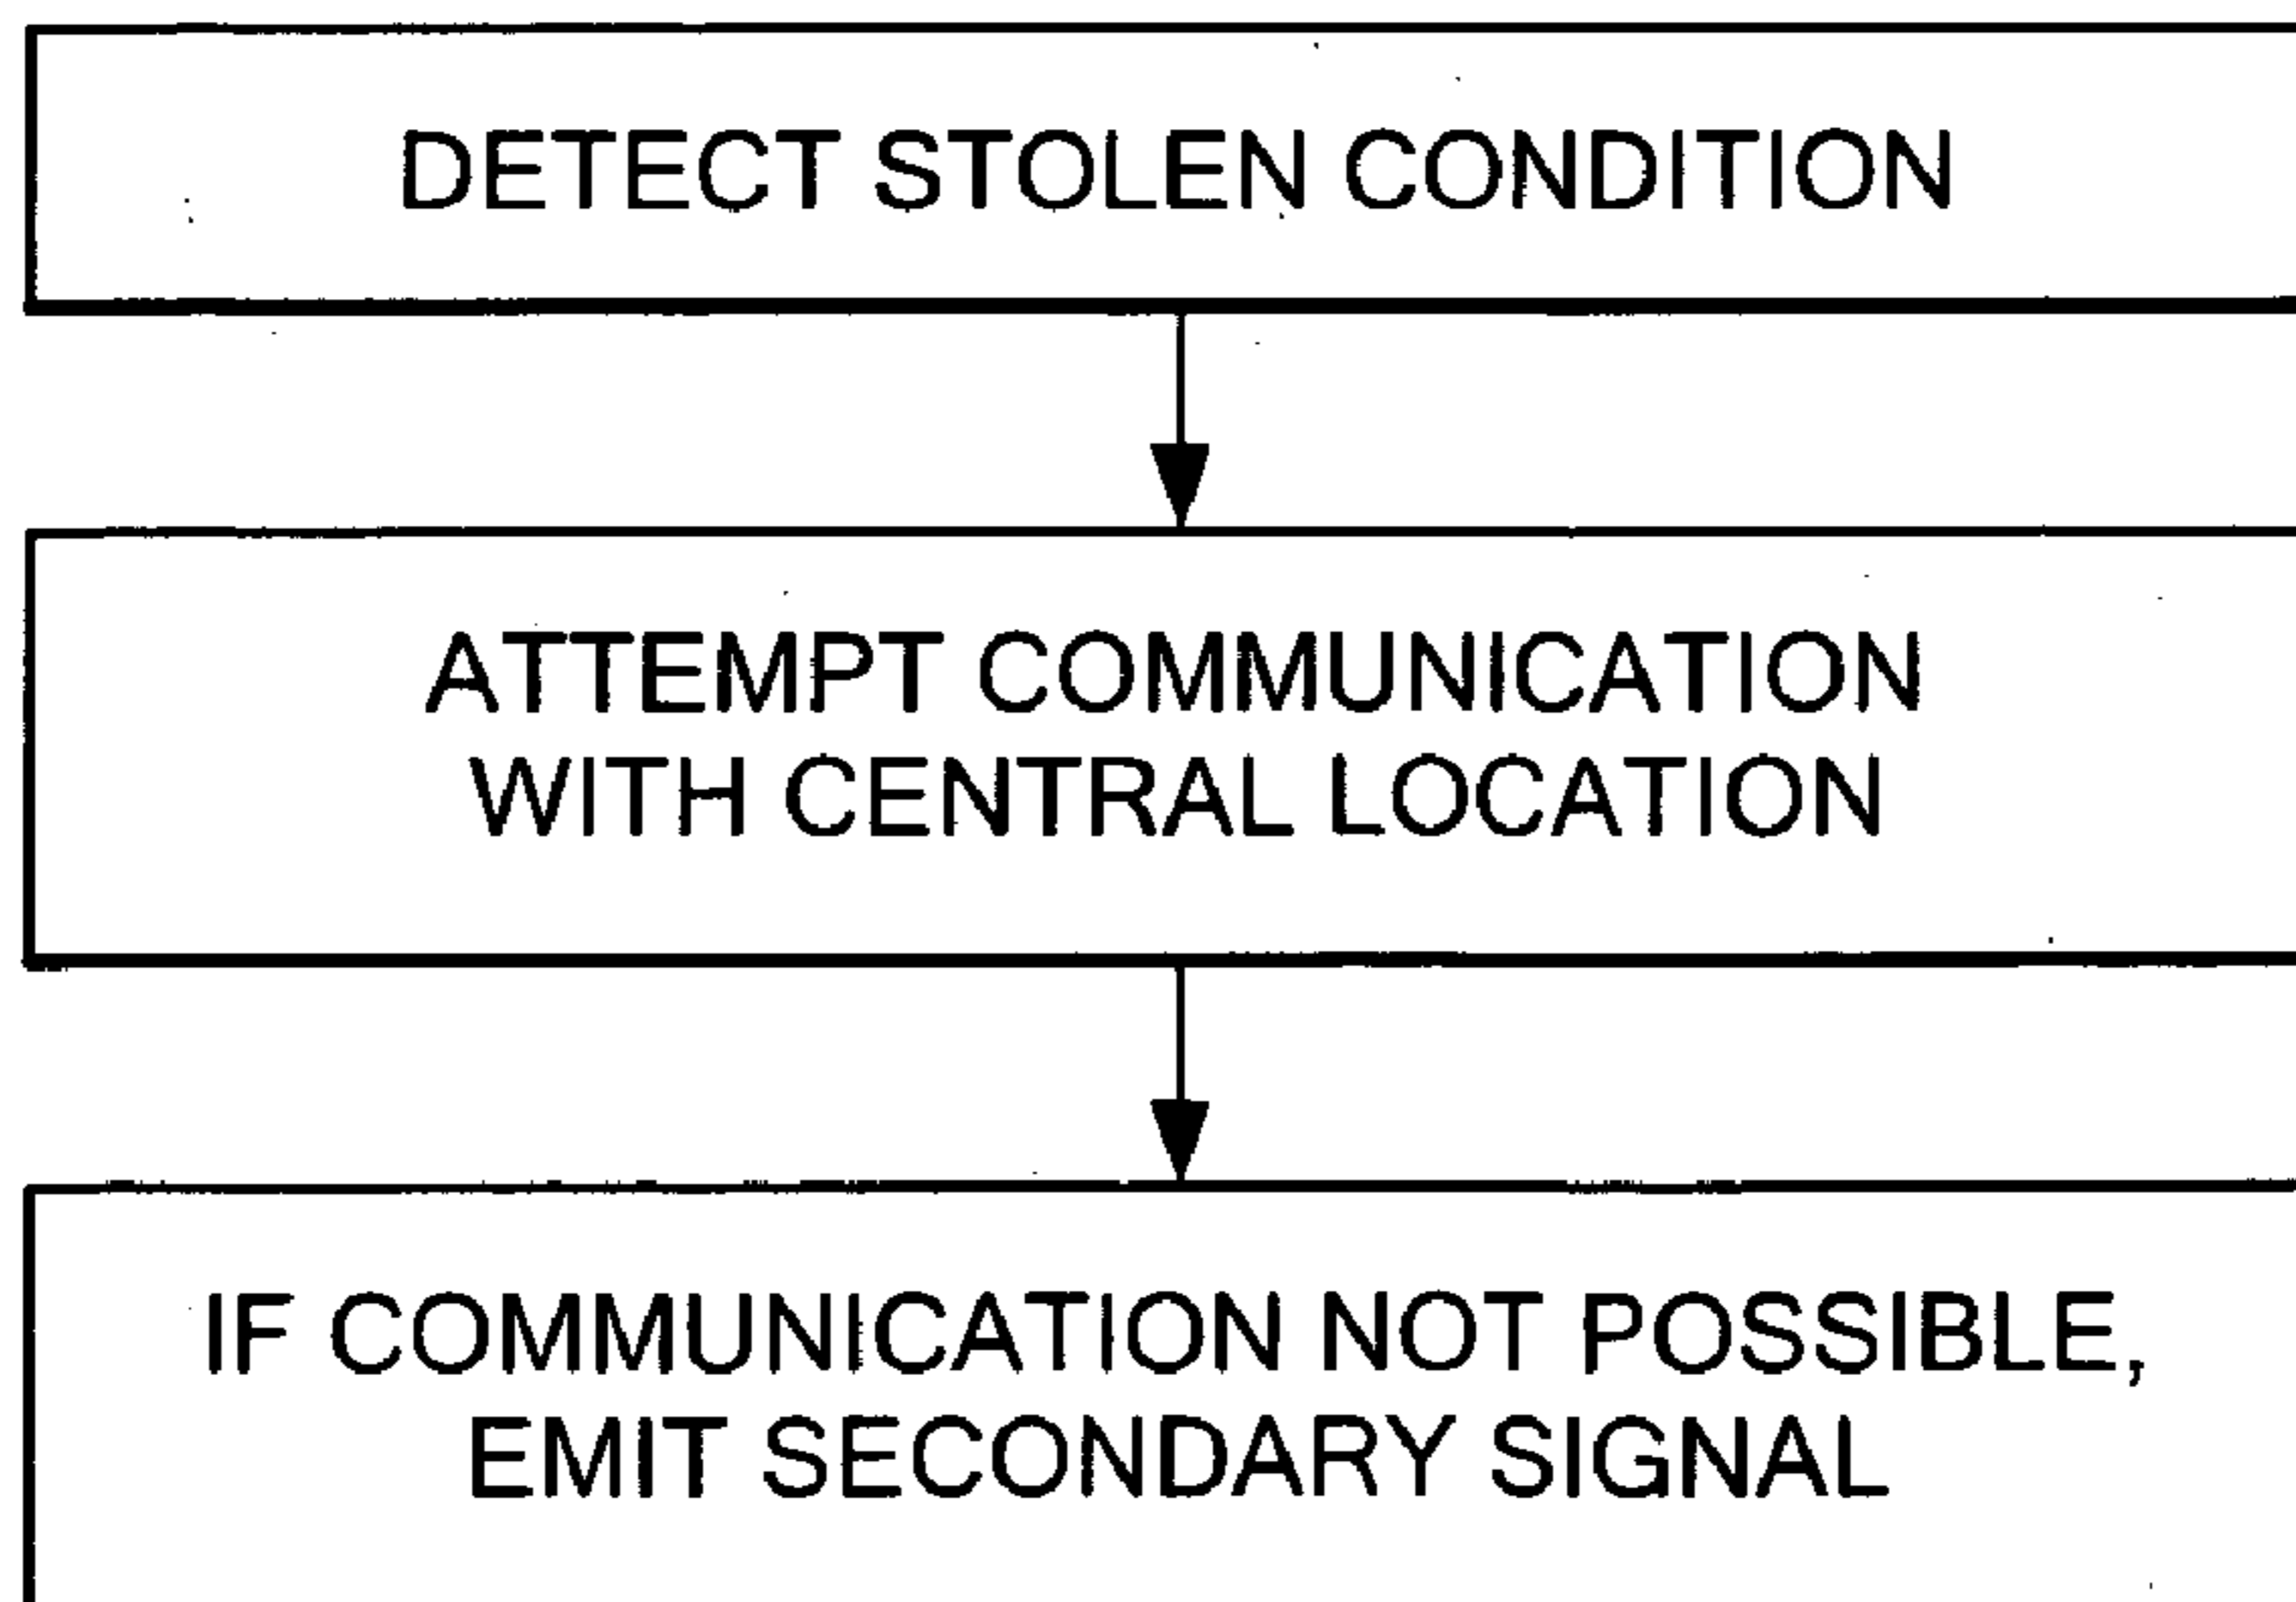 DETECT STOLEN CONDITION
ATTEMPT COMMUNICATION
WITH CENTRAL LOCATION
IF COMMUNICATION NOT POSSIBLE,
EMIT SECONDARY SIGNAL